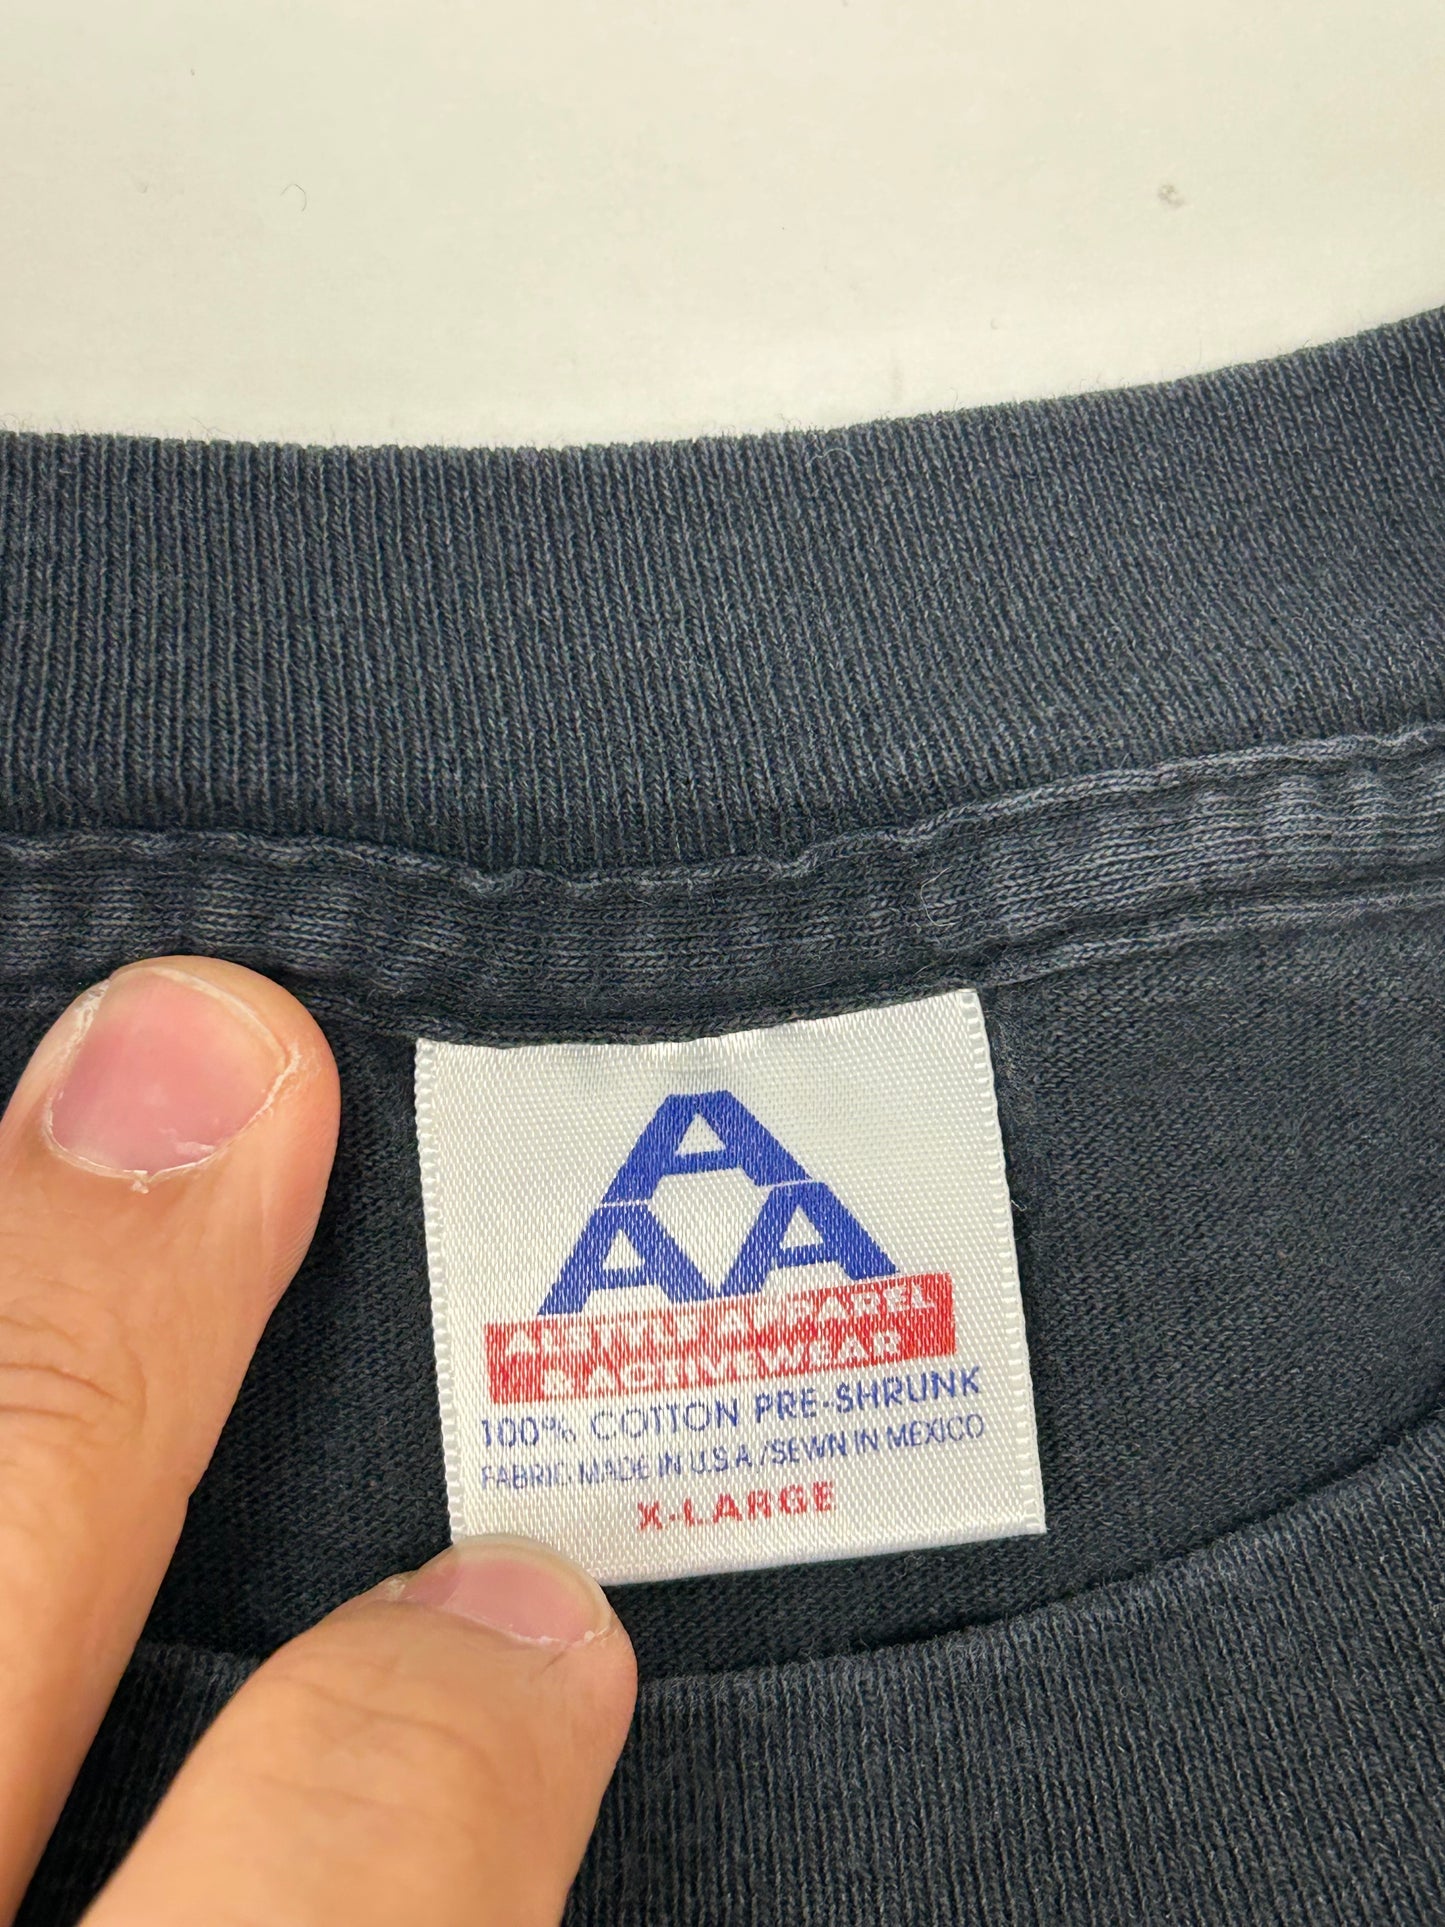 A
AA
ALSTYLE APPAREL
& ACTIVEWEAR
100% COTTON PRE-SHRUNK
FABRIC MADE IN U.S.A./SEWN IN MEXICO
X-LARGE